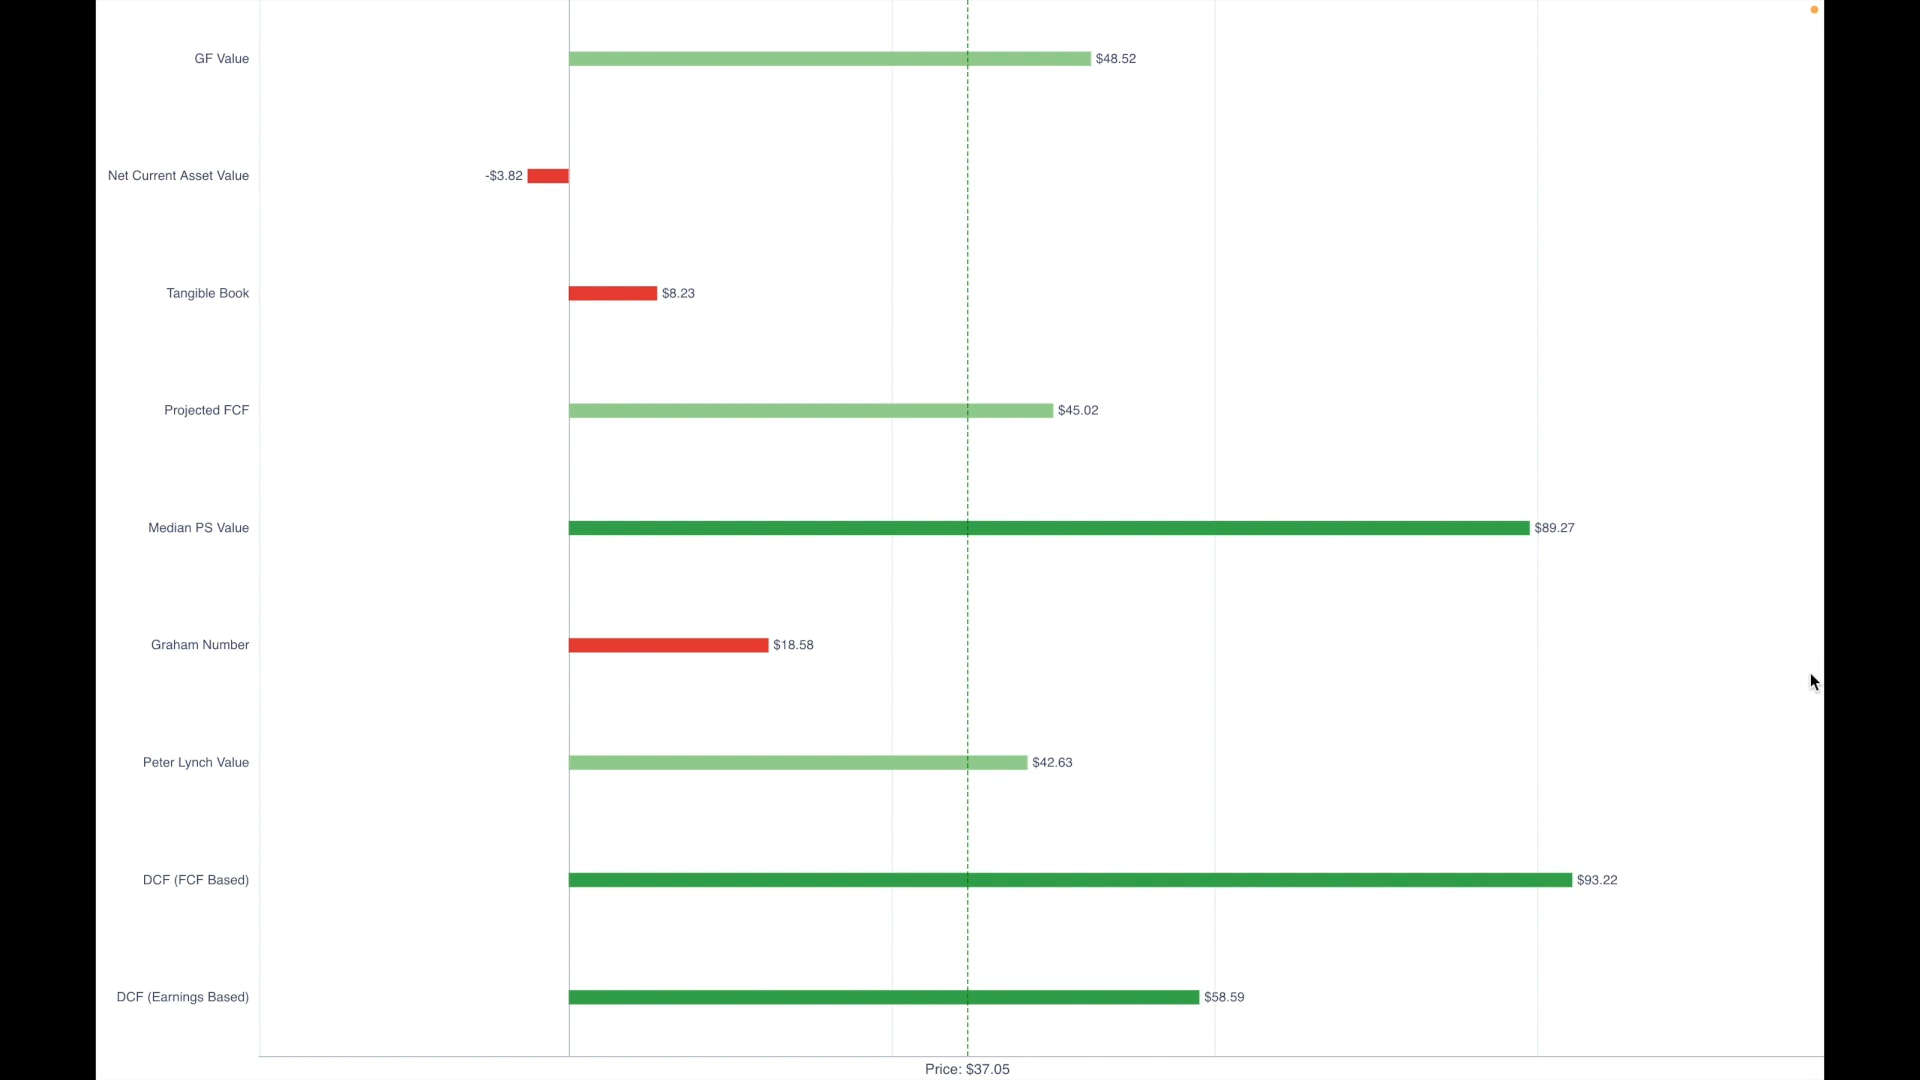 GF Value $48.52
Net Current Asset Value -$3.82
Tangible Book $8.23
Projected FCF $45.02
Median PS Value $89.27
Graham Number $18.58
Peter Lynch Value $42.63
DCF (FCF Based) $93.22
DCF (Earnings Based) $58.59
Price: $37.05